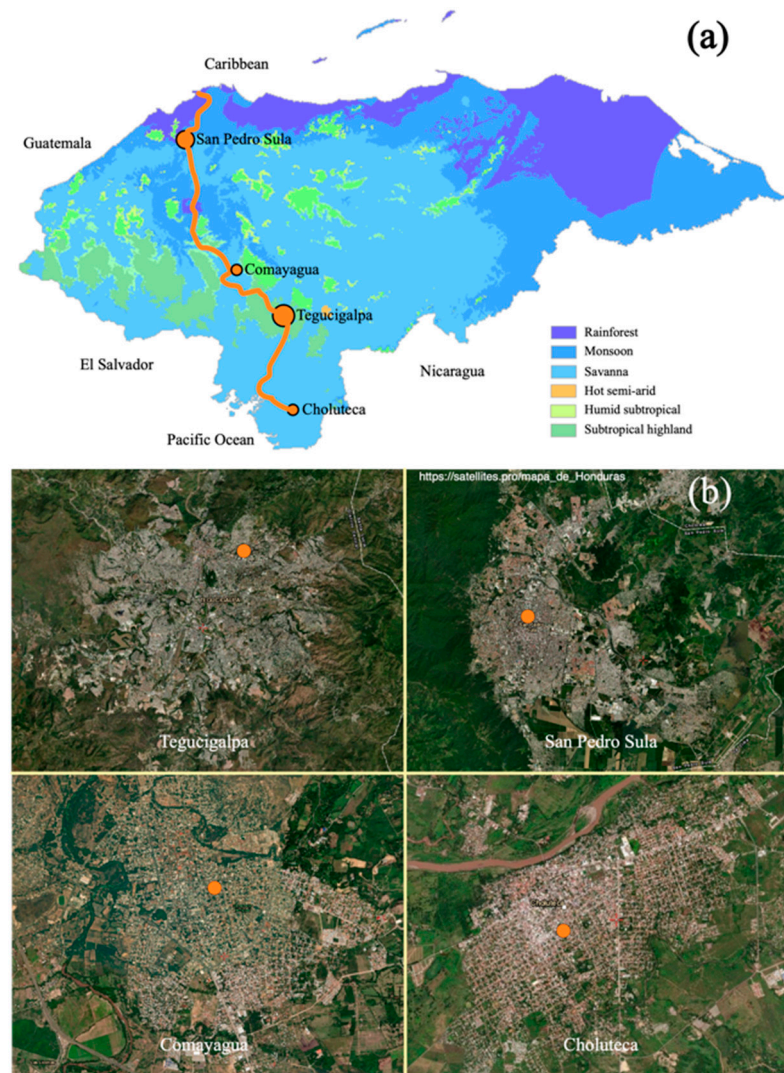 (a)
Caribbean
Guatemala
San Pedro Sula
Comayagua
Tegucigalpa
El Salvador
Nicaragua
Choluteca
Pacific Ocean
Rainforest
Monsoon
Savanna
Hot semi-arid
Humid subtropical
Subtropical highland
https://satellites.pro/mapa_de_Honduras
(b)
Tegucigalpa
San Pedro Sula
Comayagua
Choluteca